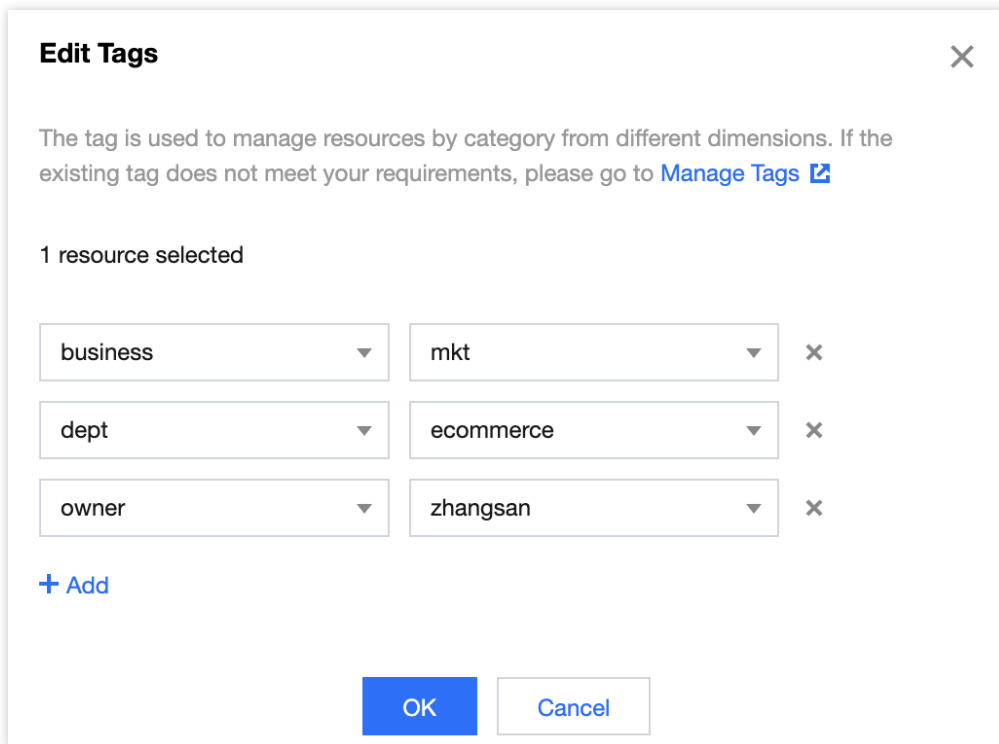 Edit Tags
The tag is used to manage resources by category from different dimensions. If the
existing tag does not meet your requirements, please go to Manage Tags
1 resource selected
business mkt
dept ecommerce
owner zhangsan
+ Add
OK Cancel